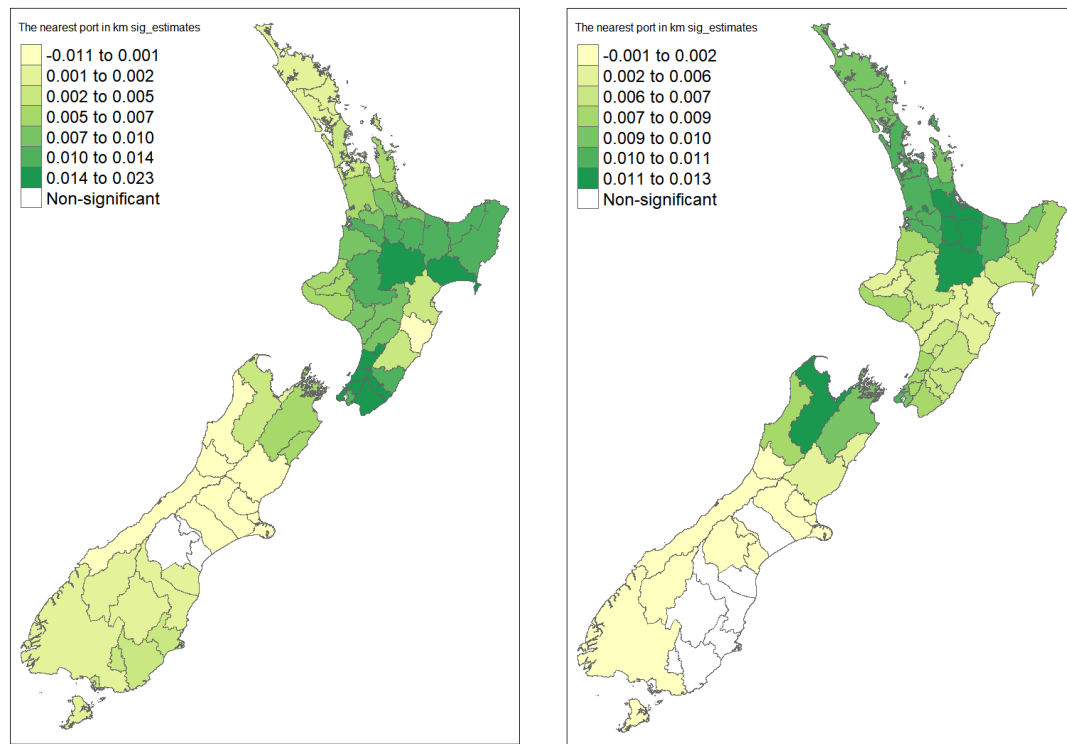 The nearest port in km sig_estimates
-0.011 to 0.001
0.001 to 0.002
0.002 to 0.005
0.005 to 0.007
0.007 to 0.010
0.010 to 0.014
0.014 to 0.023
Non-significant
The nearest port in km sig_estimates
-0.001 to 0.002
0.002 to 0.006
0.006 to 0.007
0.007 to 0.009
0.009 to 0.010
0.010 to 0.011
0.011 to 0.013
Non-significant